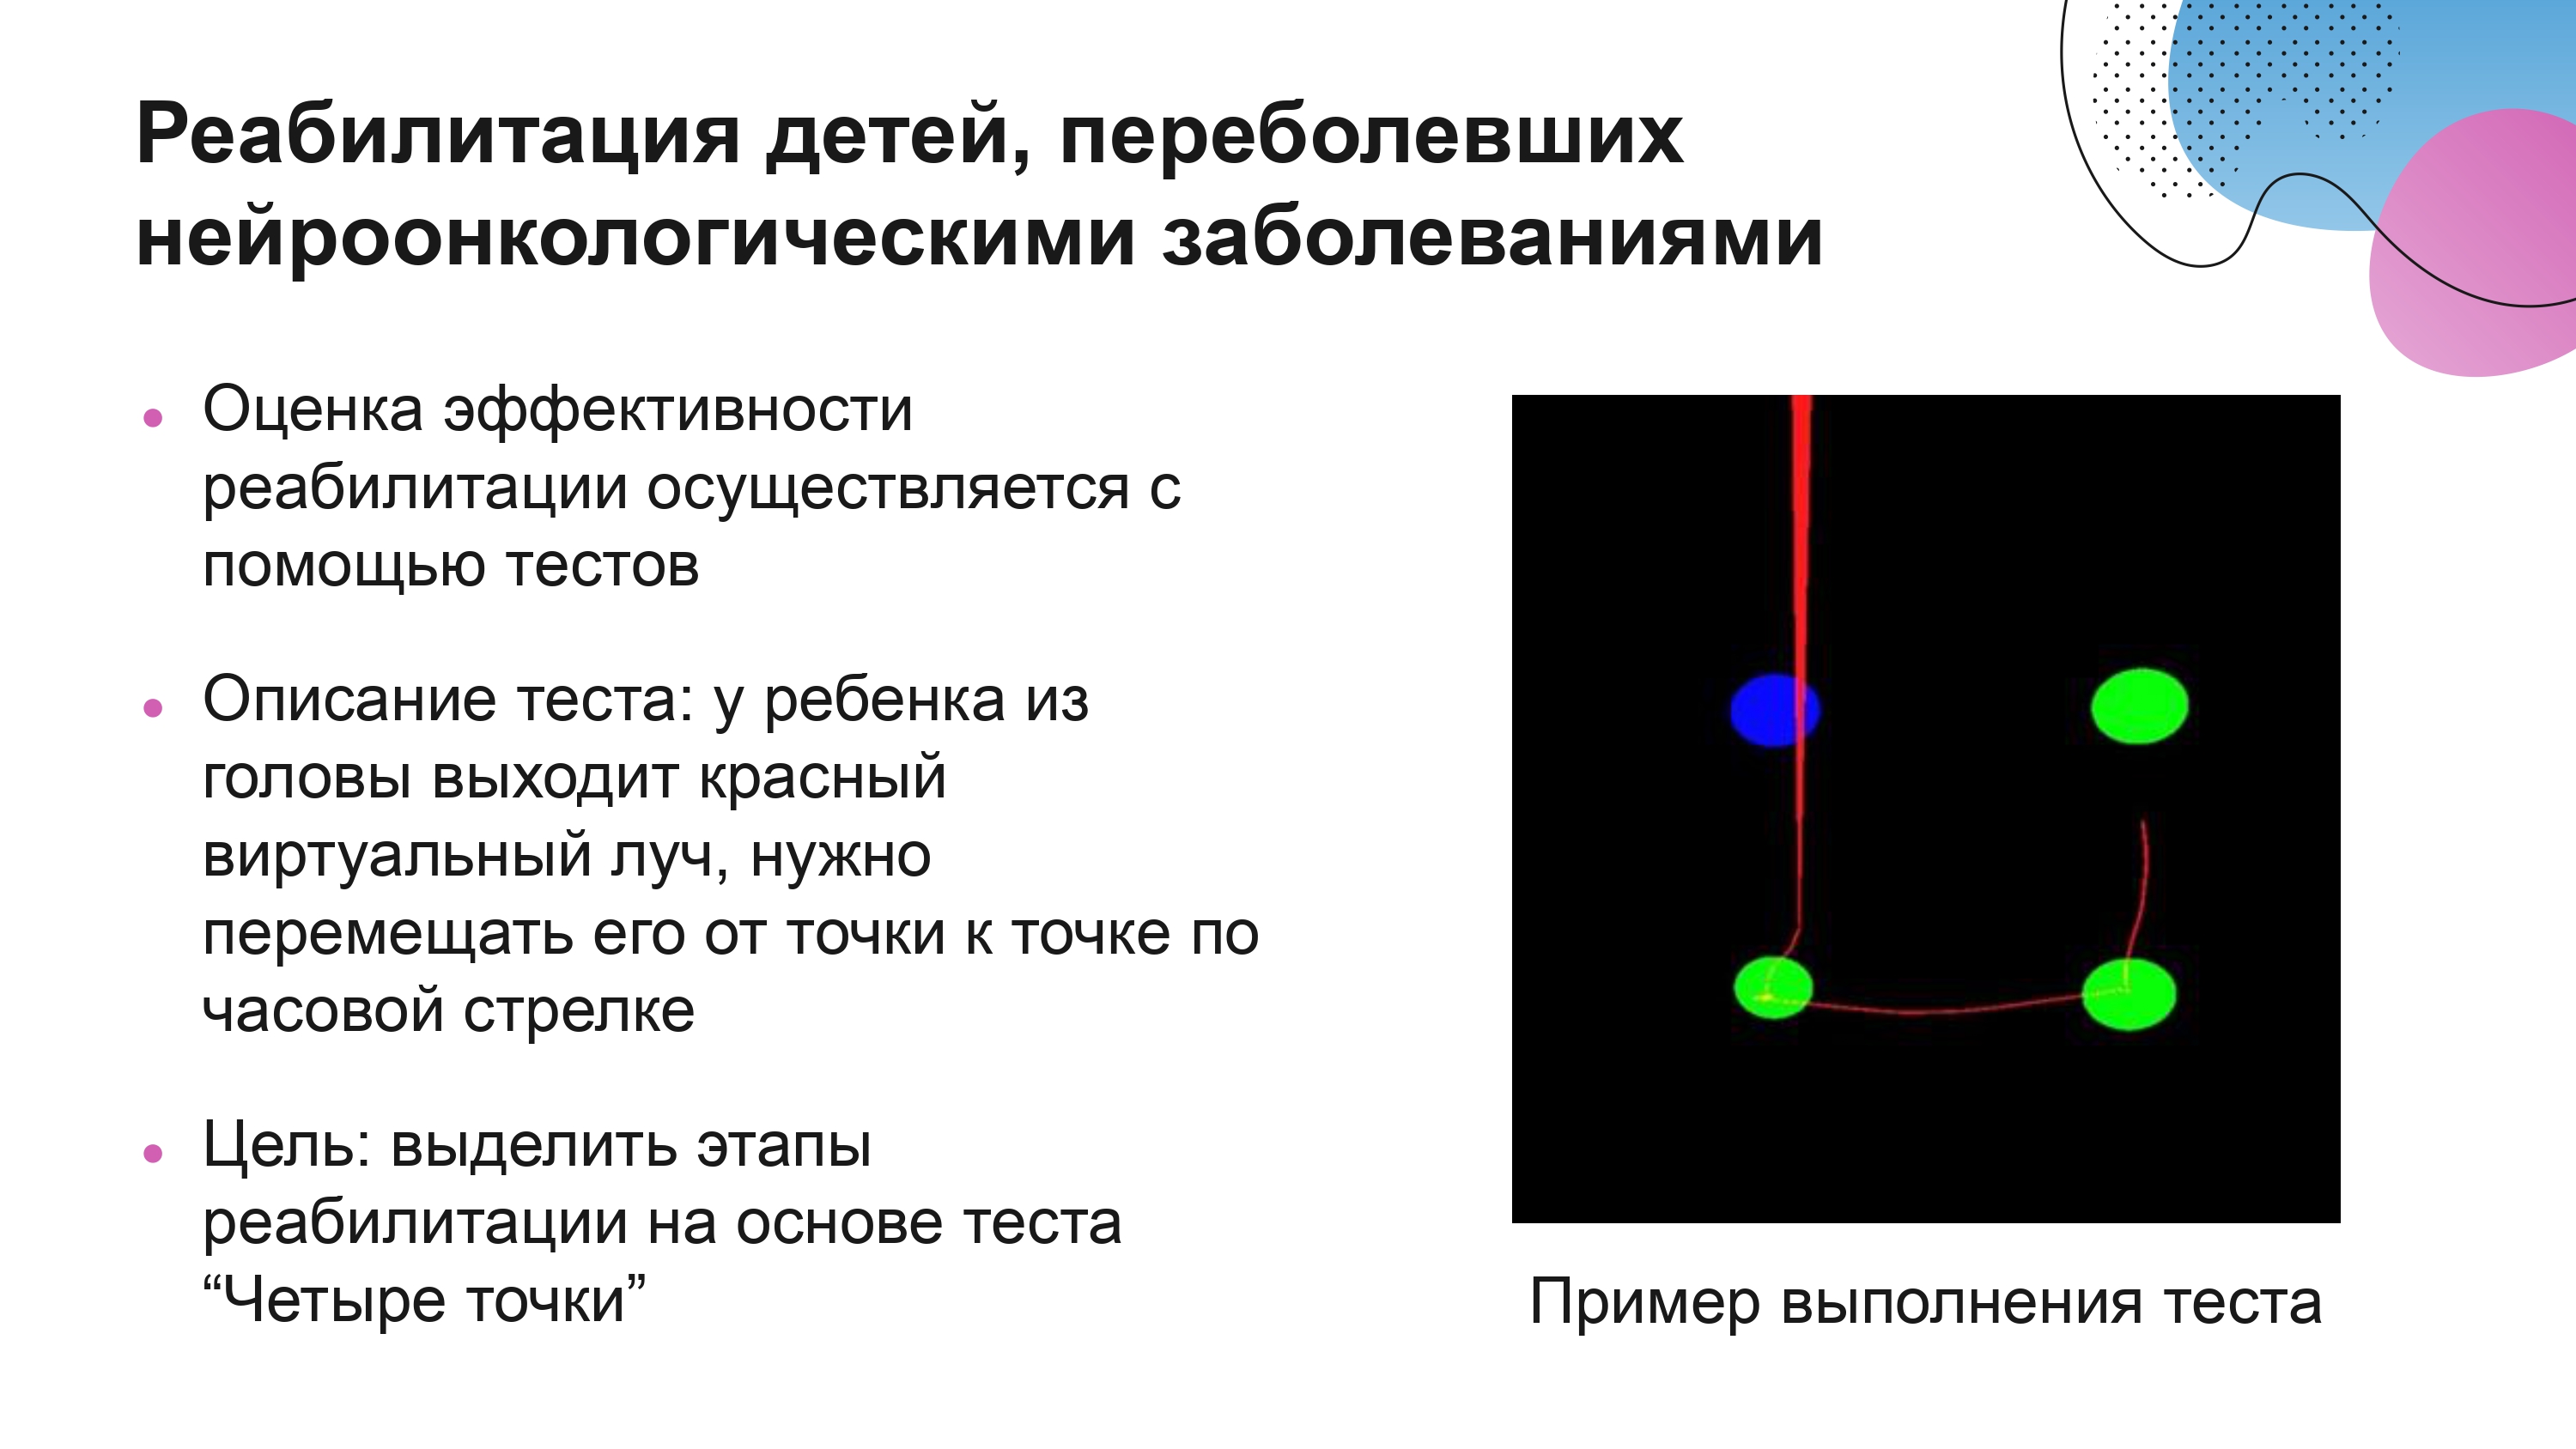 Реабилитация детей, переболевших
нейроонкологическими заболеваниями
Оценка эффективности
реабилитации осуществляется с
помощью тестов
Описание теста: у ребенка из
головы выходит красный
виртуальный луч, нужно
перемещать его от точки к точке по
часовой стрелке
Цель: выделить этапы
реабилитации на основе теста
“Четыре точки”
Пример выполнения теста